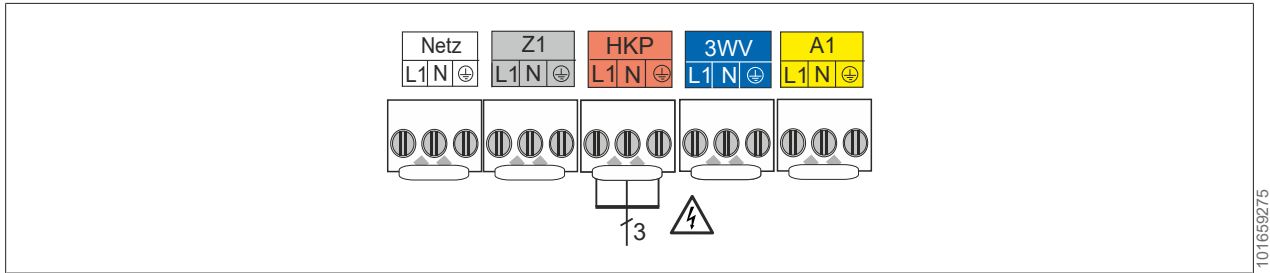 Netz Z1 HKP 3WV A1
L1 N L1 N L1 N L1 N L1 N
3
101659275